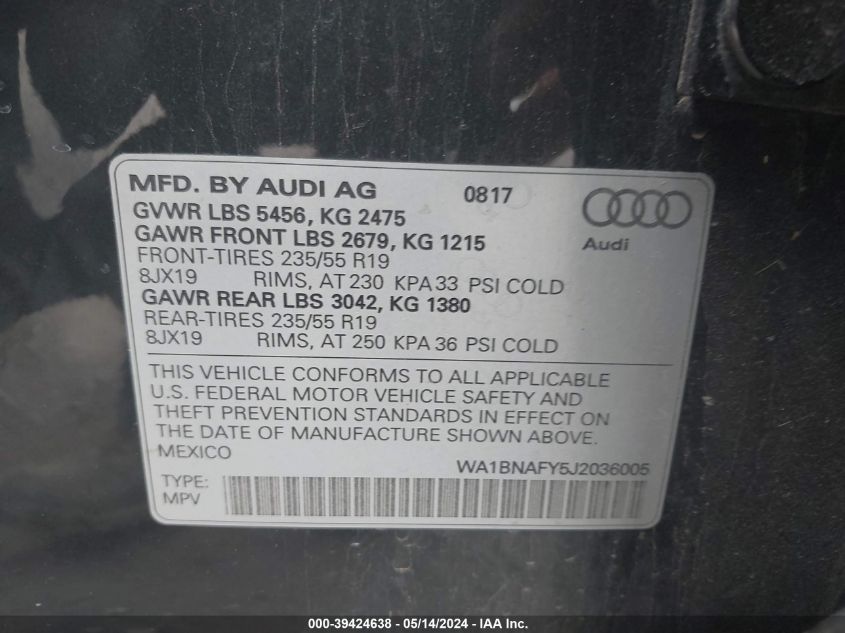 MFD. BY AUDI AG 0817
GVWR LBS 5456, KG 2475
GAWR FRONT LBS 2679, KG 1215
Audi
FRONT-TIRES 235/55 R19
8JX19 RIMS, AT 230 KPA 33 PSI COLD
GAWR REAR LBS 3042, KG 1380
REAR-TIRES 235/55 R19
8JX19 RIMS, AT 250 KPA 36 PSI COLD
THIS VEHICLE CONFORMS TO ALL APPLICABLE
U.S. FEDERAL MOTOR VEHICLE SAFETY AND
THEFT PREVENTION STANDARDS IN EFFECT ON
THE DATE OF MANUFACTURE SHOWN ABOVE.
MEXICO
WA1BNAFY5J2036005
TYPE:
MPV
000-39424638 - 05/14/2024 - WA1 INC.